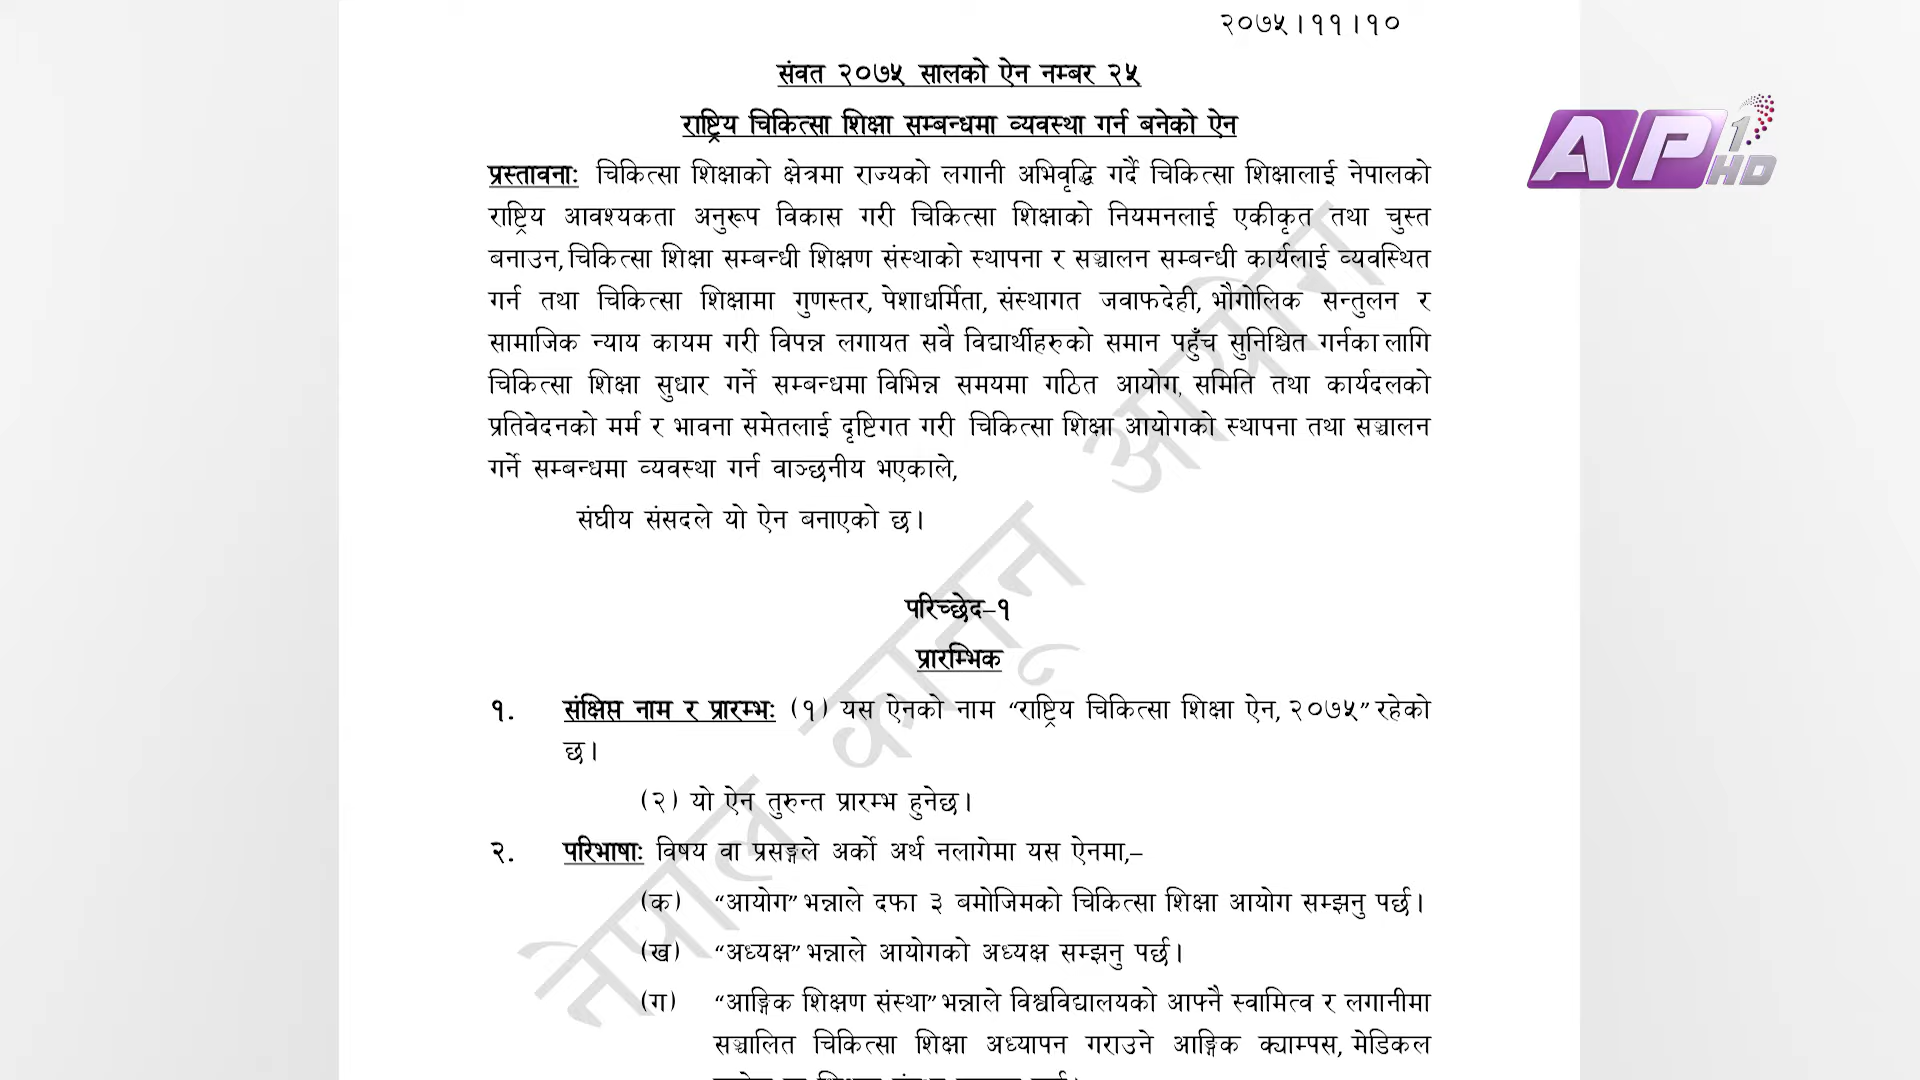 २०७५।११।१०
संवत २०७५ सालको ऐन नम्बर २५
राष्ट्रिय चिकित्सा शिक्षा सम्बन्धमा व्यवस्था गर्न बनेको ऐन
प्रस्तावनाः चिकित्सा शिक्षाको क्षेत्रमा राज्यको लगानी अभिवृद्धि गर्दै चिकित्सा शिक्षालाई नेपालको
राष्ट्रिय आवश्यकता अनुरूप विकास गरी चिकित्सा शिक्षाको नियमनलाई एकीकृत तथा चुस्त
बनाउन, चिकित्सा शिक्षा सम्बन्धी शिक्षण संस्थाको स्थापना र सञ्चालन सम्बन्धी कार्यलाई व्यवस्थित
गर्न तथा चिकित्सा शिक्षामा गुणस्तर, पेशाधर्मिता, संस्थागत जवाफदेही, भौगोलिक सन्तुलन र
सामाजिक न्याय कायम गरी विपन्न लगायत सवै विद्यार्थीहरुको समान पहुँच सुनिश्चित गर्नका लागि
चिकित्सा शिक्षा सुधार गर्ने सम्बन्धमा विभिन्न समयमा गठित आयोग, समिति तथा कार्यदलको
प्रतिवेदनको मर्म र भावना समेतलाई दृष्टिगत गरी चिकित्सा शिक्षा आयोगको स्थापना तथा सञ्चालन
गर्ने सम्बन्धमा व्यवस्था गर्न वाञ्छनीय भएकाले,
संघीय संसदले यो ऐन बनाएको छ।
परिच्छेद–१
प्रारम्भिक
१. संक्षिप्त नाम र प्रारम्भः (१) यस ऐनको नाम “राष्ट्रिय चिकित्सा शिक्षा ऐन, २०७५” रहेको
छ।
(२) यो ऐन तुरुन्त प्रारम्भ हुनेछ।
२. परिभाषाः विषय वा प्रसङ्गले अर्को अर्थ नलागेमा यस ऐनमा,–
(क) “आयोग” भन्नाले दफा ३ बमोजिमको चिकित्सा शिक्षा आयोग सम्झनु पर्छ।
(ख) “अध्यक्ष” भन्नाले आयोगको अध्यक्ष सम्झनु पर्छ।
(ग) “आङ्गिक शिक्षण संस्था” भन्नाले विश्वविद्यालयको आफ्नै स्वामित्व र लगानीमा
सञ्चालित चिकित्सा शिक्षा अध्यापन गराउने आङ्गिक क्याम्पस, मेडिकल
नेपाल कानून आयोग
AP1 HD